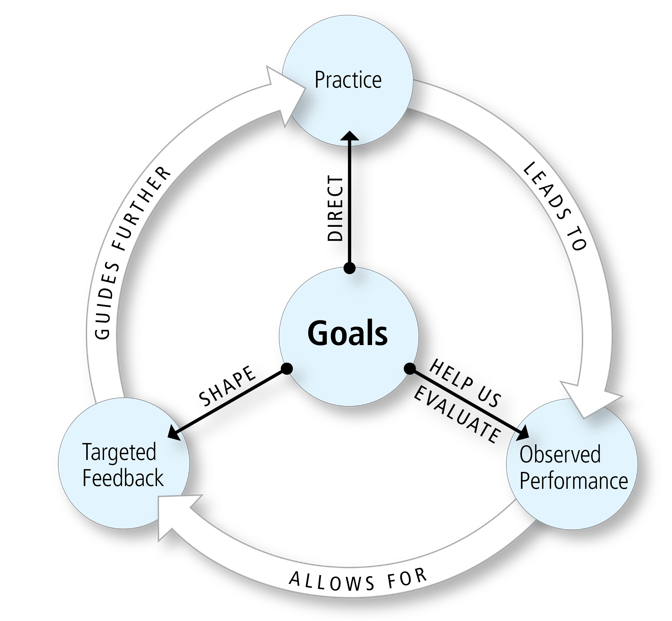 Practice
LEADS TO
GUIDES FURTHER
DIRECT
Goals
SHAPE
HELP US
EVALUATE
Targeted
Feedback
Observed
Performance
ALLOWS FOR